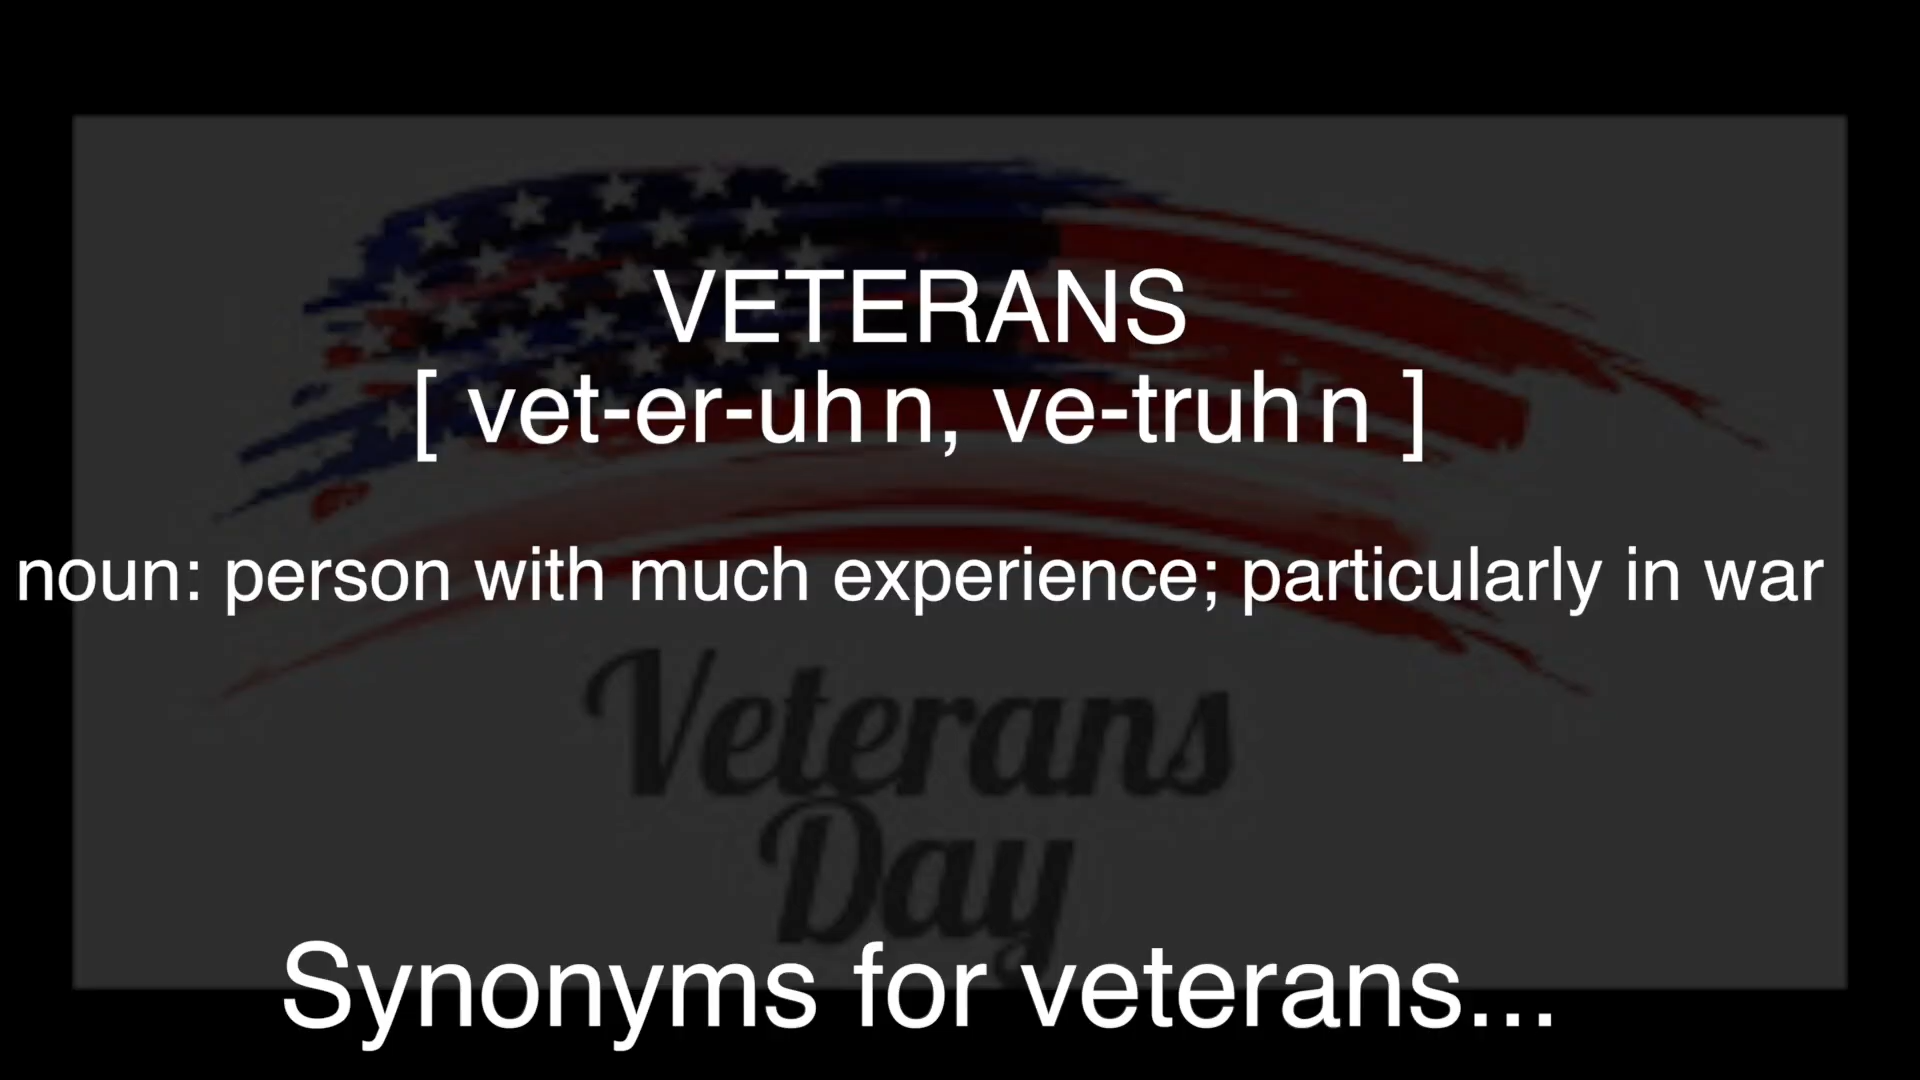 VETERANS
[ vet-er-uh n, ve-truh n ]
noun: person with much experience; particularly in war
Veterans
Day
Synonyms for veterans...